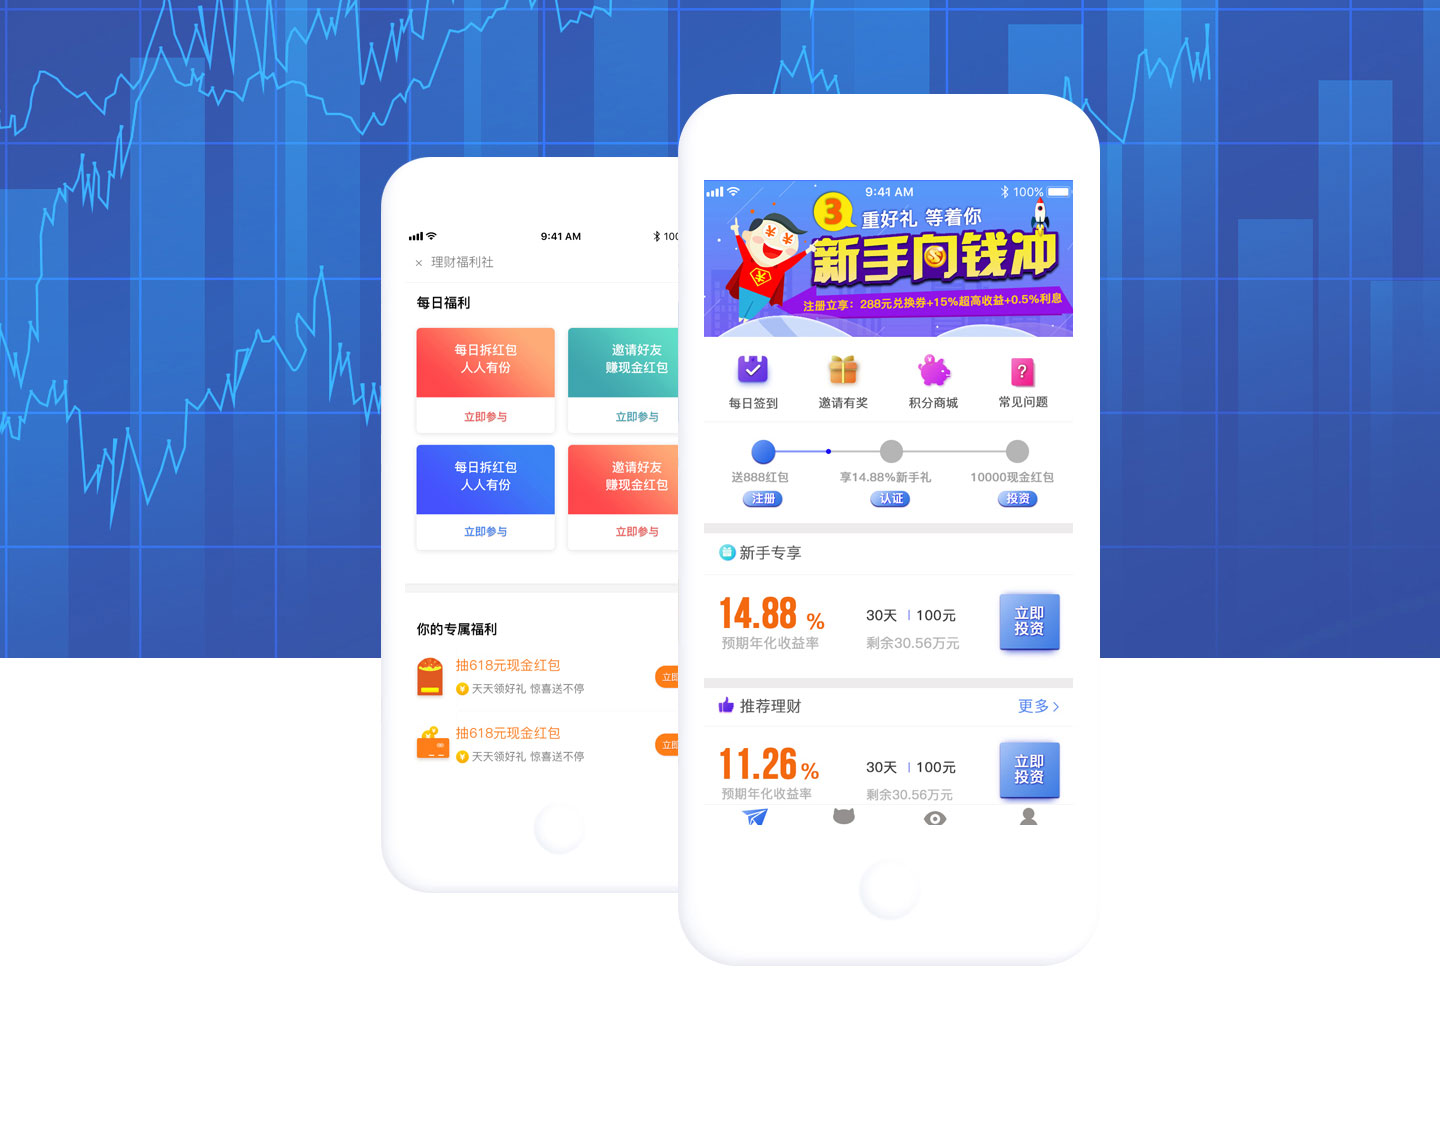 9:41 AM
100
× 理财福利社
每日福利
每日拆红包
人人有份
立即参与
邀请好友
赚现金红包
立即参与
每日拆红包
人人有份
立即参与
邀请好友
赚现金红包
立即参与
你的专属福利
抽618元现金红包
天天领好礼 惊喜送不停
立即
抽618元现金红包
天天领好礼 惊喜送不停
立即
9:41 AM
100%
3
重好礼 等着你
新手向钱冲
注册立享：288元兑换券+15%超高收益+0.5%利息
每日签到
邀请有奖
积分商城
常见问题
送888红包
享14.88%新手礼
10000现金红包
注册
认证
投资
新手专享
14.88 %
预期年化收益率
30天 | 100元
剩余30.56万元
立即
投资
推荐理财
更多 >
11.26 %
预期年化收益率
30天 | 100元
剩余30.56万元
立即
投资